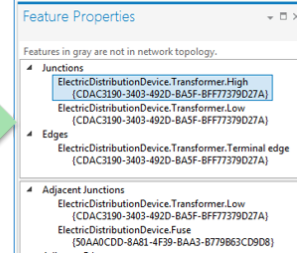 Feature Properties
Features in gray are not in network topology.
Junctions
ElectricDistributionDevice.Transformer.High
{CDAC3190-3403-492D-BA5F-BFF77379D27A}
ElectricDistributionDevice.Transformer.Low
{CDAC3190-3403-492D-BA5F-BFF77379D27A}
Edges
ElectricDistributionDevice.Transformer.Terminal edge
{CDAC3190-3403-492D-BA5F-BFF77379D27A}
Adjacent Junctions
ElectricDistributionDevice.Transformer.Low
{CDAC3190-3403-492D-BA5F-BFF77379D27A}
ElectricDistributionDevice.Fuse
{50AA0CDD-8A81-4F39-BAA3-B779B63CD9D8}